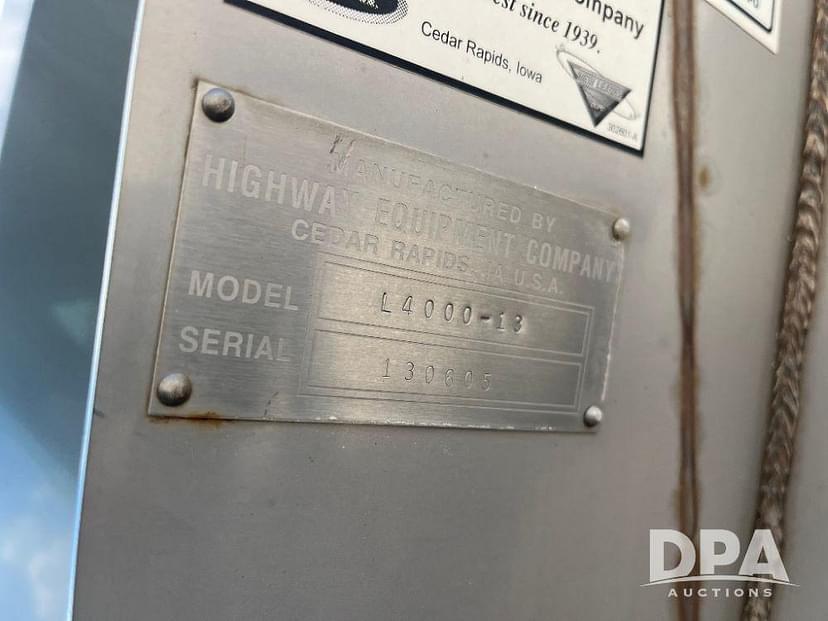 ompany
est since 1939.
Cedar Rapids, Iowa
MANUFACTURED BY
HIGHWAY EQUIPMENT COMPANY
CEDAR RAPIDS, IA U.S.A.
MODEL L4000-13
SERIAL 130605
DPA
AUCTIONS